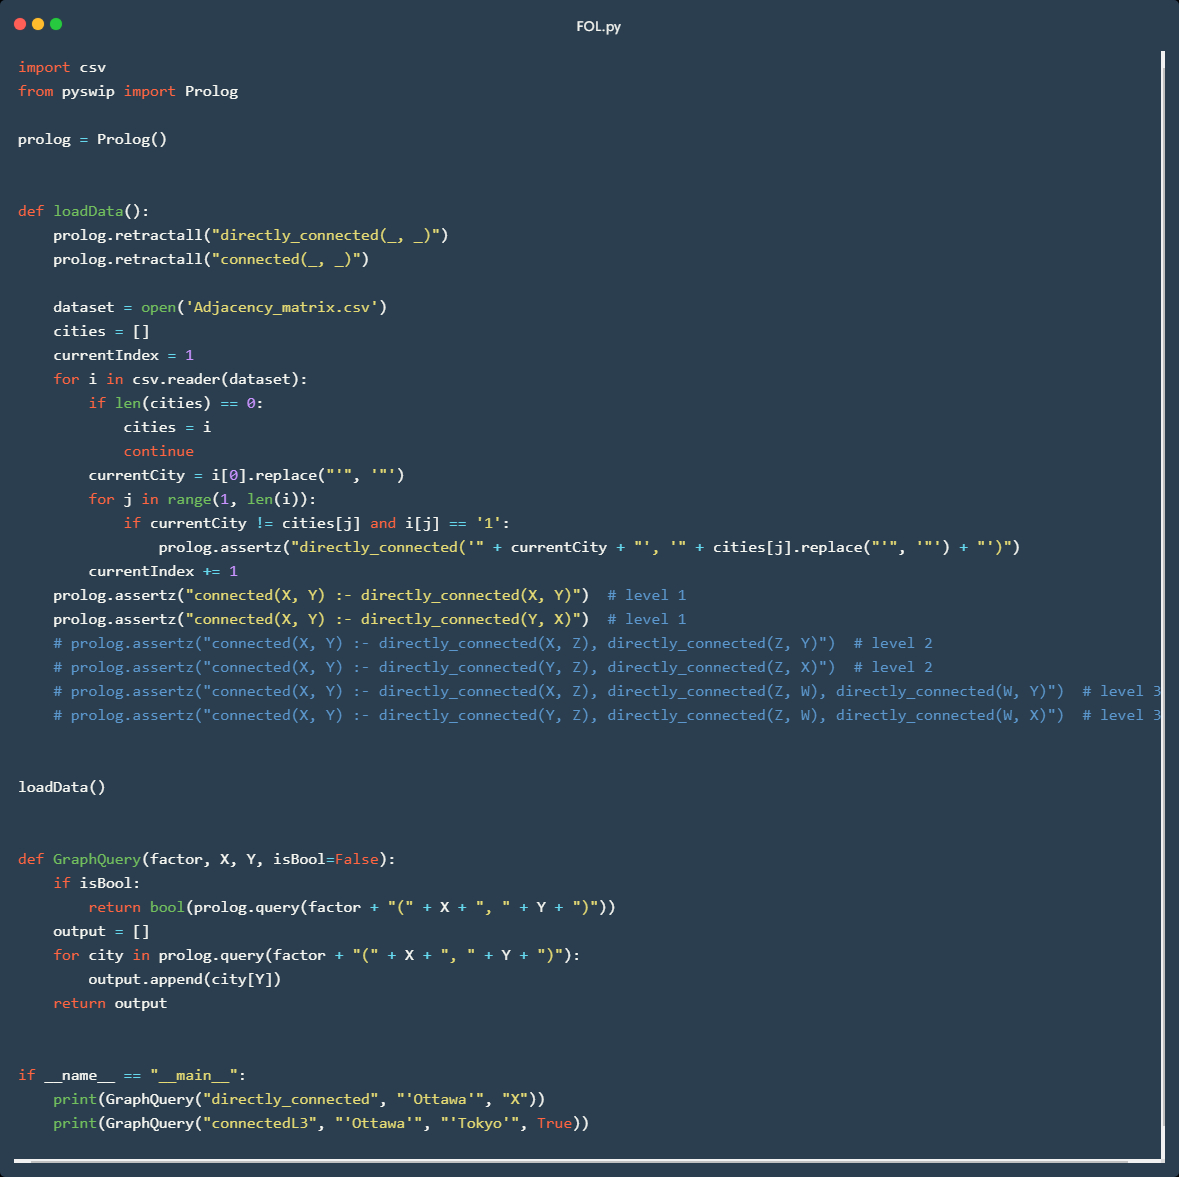 FOL.py
import csv
from pyswip import Prolog
prolog = Prolog()
def loadData():
    prolog.retractall("directly_connected(_, _)")
    prolog.retractall("connected(_, _)")
    dataset = open('Adjacency_matrix.csv')
    cities = []
    currentIndex = 1
    for i in csv.reader(dataset):
        if len(cities) == 0:
            cities = i
            continue
        currentCity = i[0].replace("'", '"')
        for j in range(1, len(i)):
            if currentCity != cities[j] and i[j] == '1':
                prolog.assertz("directly_connected('" + currentCity + "', '" + cities[j].replace("'", '"') + "')")
        currentIndex += 1
    prolog.assertz("connected(X, Y) :- directly_connected(X, Y)")  # level 1
    prolog.assertz("connected(X, Y) :- directly_connected(Y, X)")  # level 1
    # prolog.assertz("connected(X, Y) :- directly_connected(X, Z), directly_connected(Z, Y)")  # level 2
    # prolog.assertz("connected(X, Y) :- directly_connected(Y, Z), directly_connected(Z, X)")  # level 2
    # prolog.assertz("connected(X, Y) :- directly_connected(X, Z), directly_connected(Z, W), directly_connected(W, Y)")  # level 3
    # prolog.assertz("connected(X, Y) :- directly_connected(Y, Z), directly_connected(Z, W), directly_connected(W, X)")  # level 3
loadData()
def GraphQuery(factor, X, Y, isBool=False):
    if isBool:
        return bool(prolog.query(factor + "(" + X + ", " + Y + ")"))
    output = []
    for city in prolog.query(factor + "(" + X + ", " + Y + ")"):
        output.append(city[Y])
    return output
if __name__ == "__main__":
    print(GraphQuery("directly_connected", "'Ottawa'", "X"))
    print(GraphQuery("connectedL3", "'Ottawa'", "'Tokyo'", True))